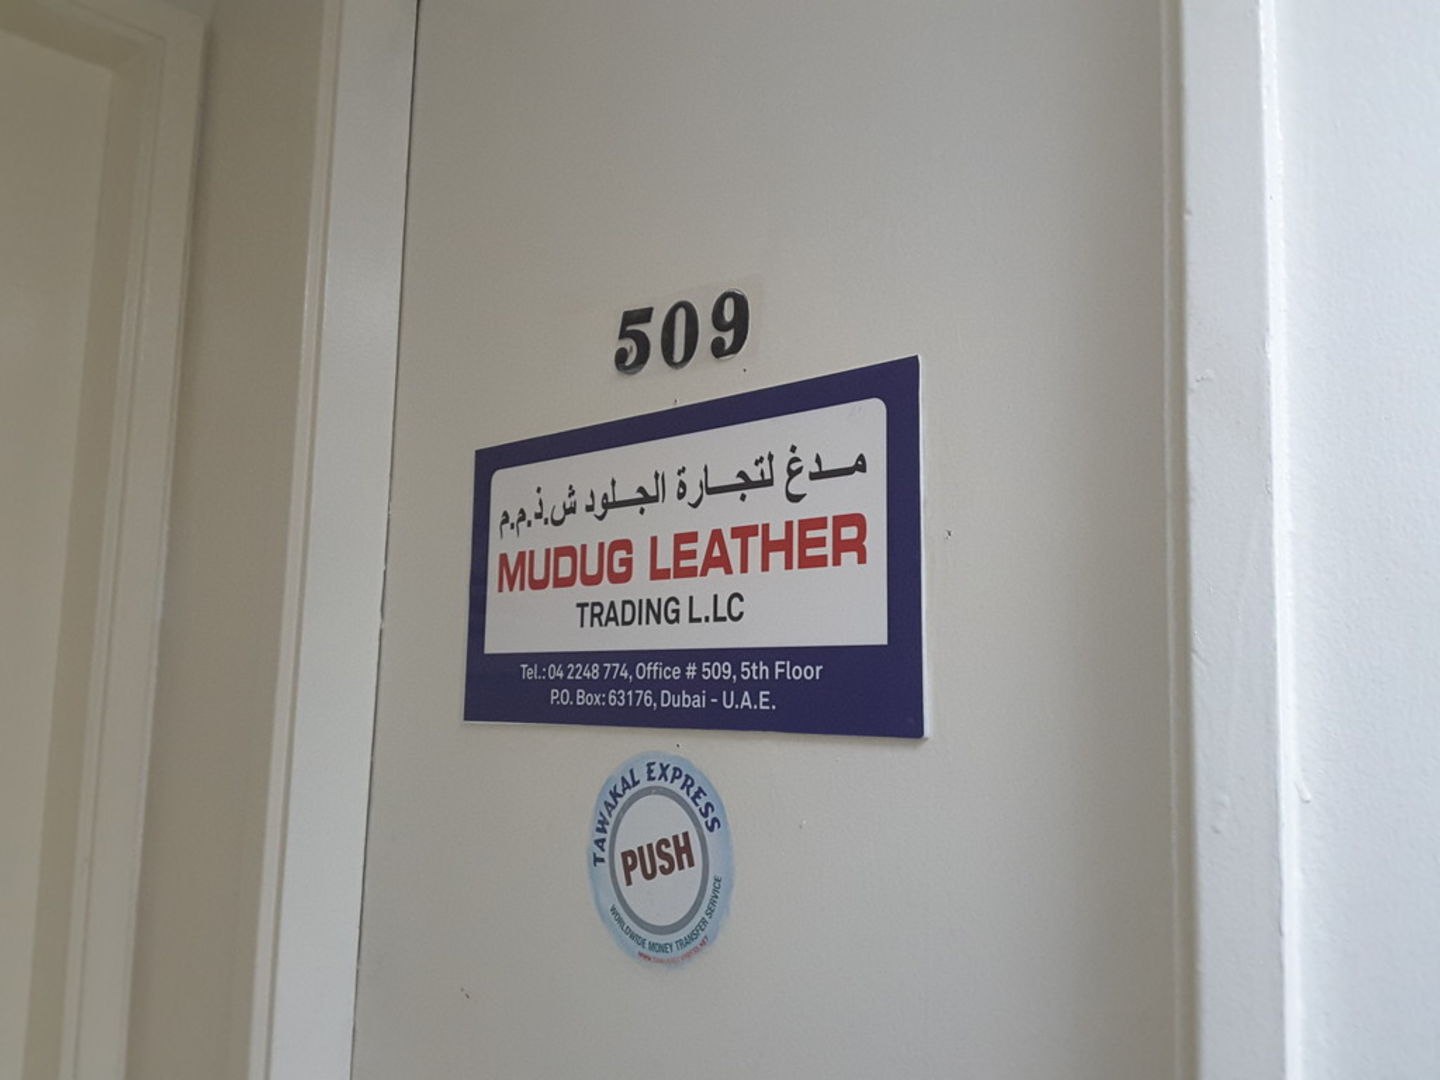 509
مدغ لتجارة الجلود ش.ذ.م.م
MUDUG LEATHER
TRADING L.LC
Tel.: 04 2248 774, Office # 509, 5th Floor
P.O. Box: 63176, Dubai - U.A.E.
TAWAKAL EXPRESS
PUSH
WORLDWIDE MONEY TRANSFER SERVICE